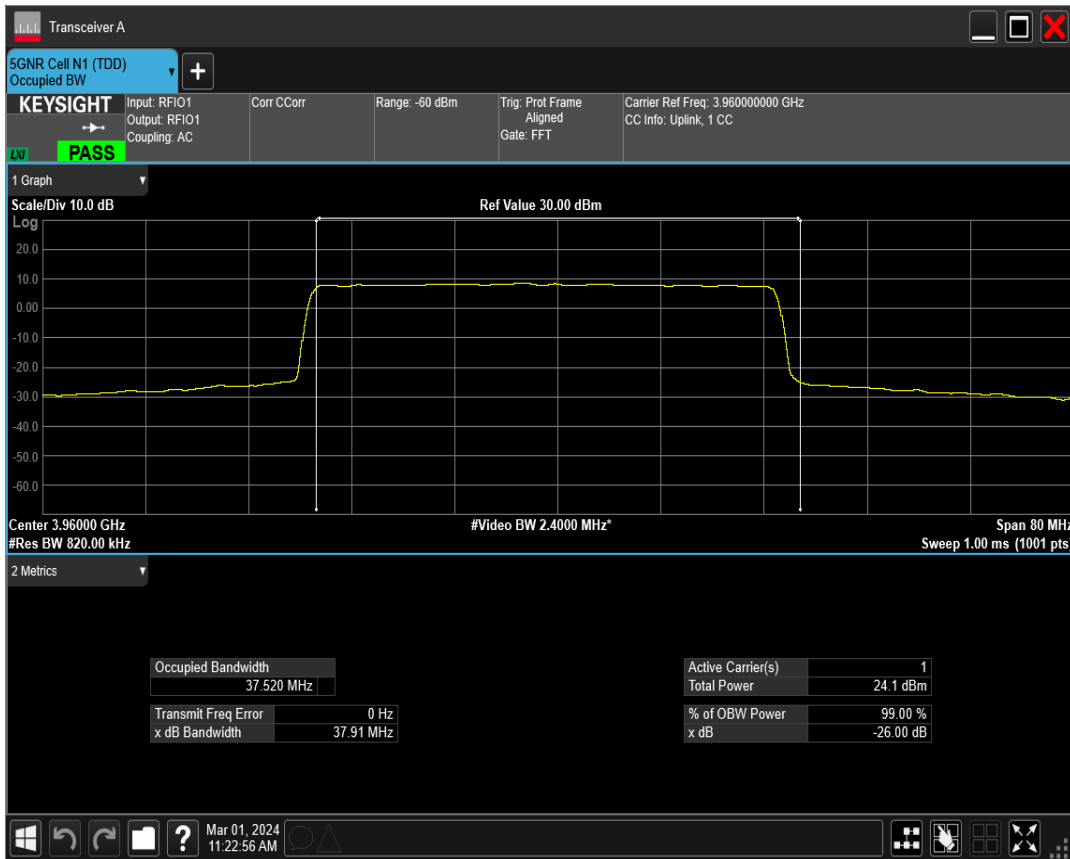 Transceiver A
5GNR Cell N1 (TDD)
Occupied BW
+
KEYSIGHT
LXI
PASS
Input: RFIO1
Output: RFIO1
Coupling: AC
Corr CCorr
Range: -60 dBm
Trig: Prot Frame
Aligned
Gate: FFT
Carrier Ref Freq: 3.960000000 GHz
CC Info: Uplink, 1 CC
1 Graph
Scale/Div 10.0 dB
Ref Value 30.00 dBm
Log
20.0
10.0
0.00
-10.0
-20.0
-30.0
-40.0
-50.0
-60.0
Center 3.96000 GHz
#Video BW 2.4000 MHz*
Span 80 MHz
#Res BW 820.00 kHz
Sweep 1.00 ms (1001 pts)
2 Metrics
Occupied Bandwidth
37.520 MHz
Transmit Freq Error 0 Hz
x dB Bandwidth 37.91 MHz
Active Carrier(s) 1
Total Power 24.1 dBm
% of OBW Power 99.00 %
x dB -26.00 dB
?
Mar 01, 2024
11:22:56 AM